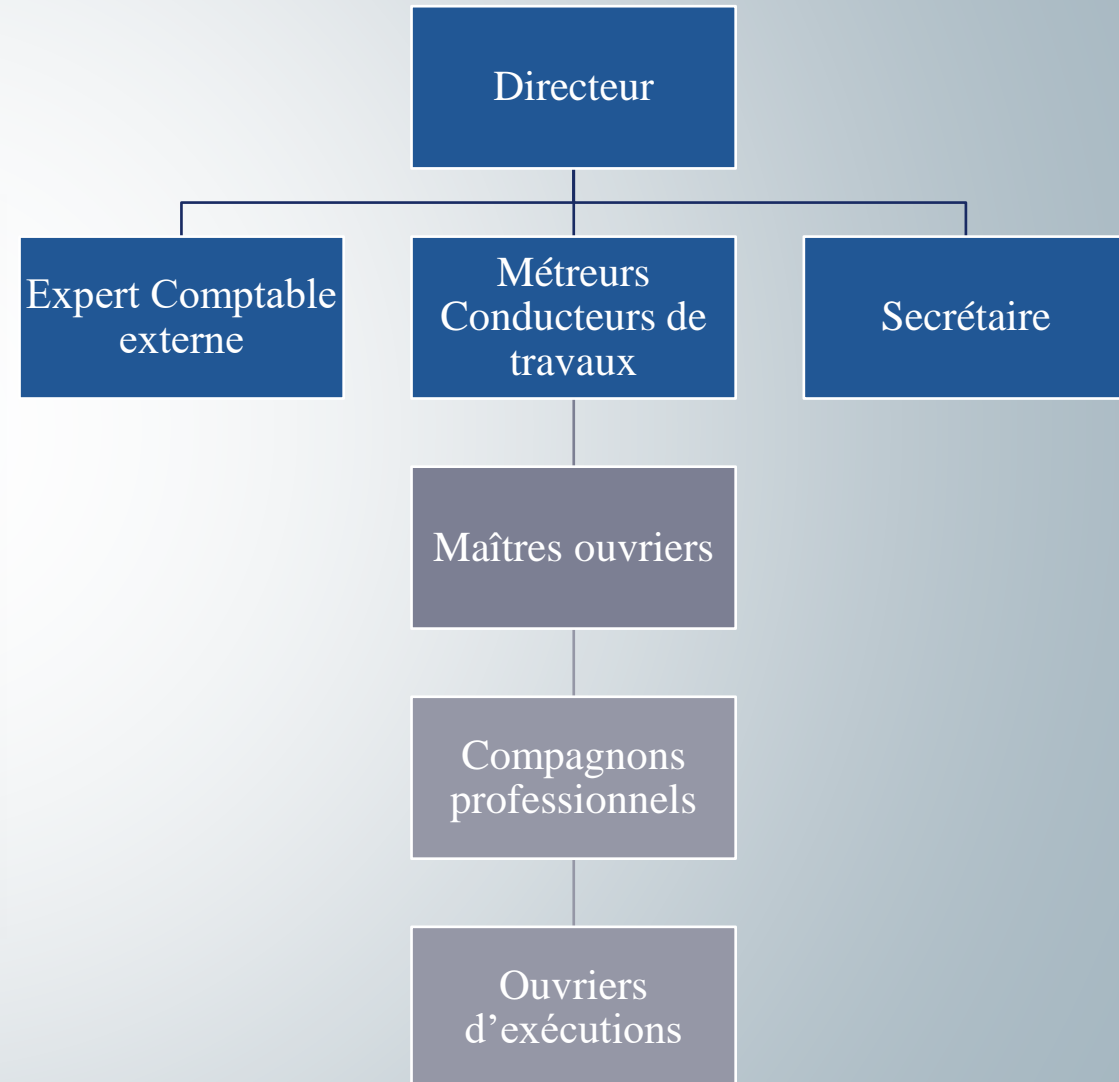 Directeur
Expert Comptable
externe
Métreurs
Conducteurs de
travaux
Secrétaire
Maîtres ouvriers
Compagnons
professionnels
Ouvriers
d’exécutions